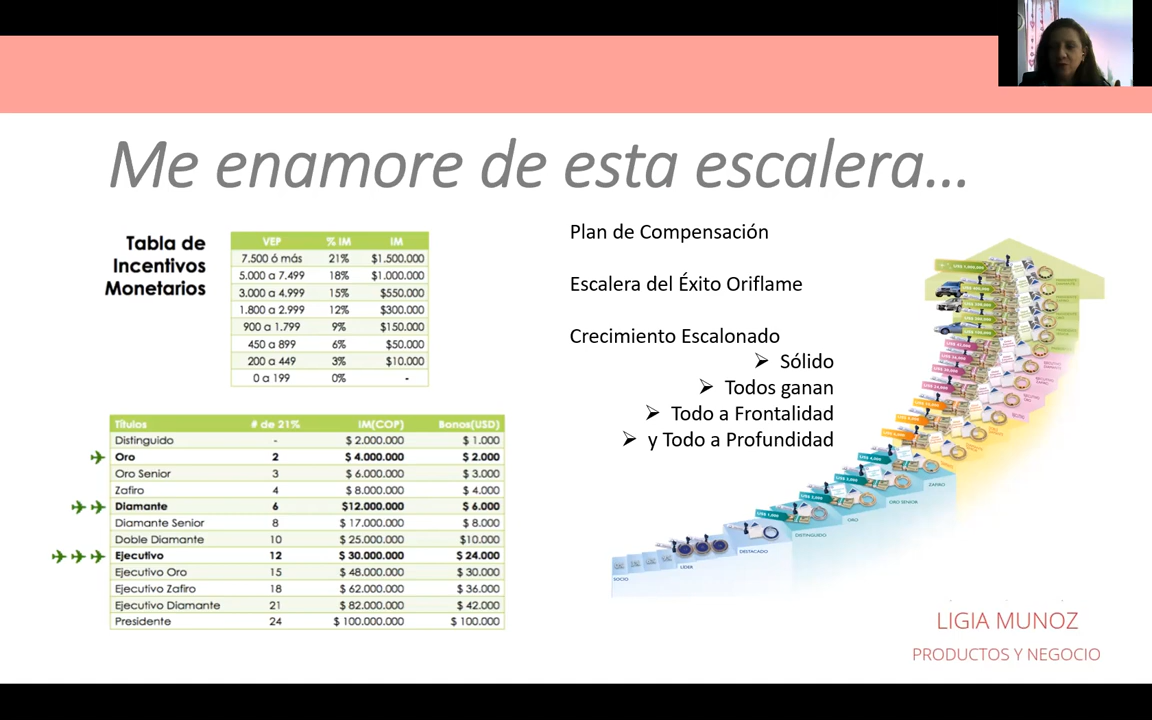 Me enamore de esta escalera...
Tabla de
Incentivos
Monetarios
VEP % IM IM
7.500 ó más 21% $1.500.000
5.000 a 7.499 18% $1.000.000
3.000 a 4.999 15% $550.000
1.800 a 2.999 12% $300.000
900 a 1.799 9% $150.000
450 a 899 6% $50.000
200 a 449 3% $10.000
0 a 199 0% -
Títulos # de 21% IM(COP) Bonos(USD)
Distinguido - $ 2.000.000 $ 1.000
Oro 2 $ 4.000.000 $ 2.000
Oro Senior 3 $ 6.000.000 $ 3.000
Zafiro 4 $ 8.000.000 $ 4.000
Diamante 6 $12.000.000 $ 6.000
Diamante Senior 8 $ 17.000.000 $ 8.000
Doble Diamante 10 $ 25.000.000 $10.000
Ejecutivo 12 $ 30.000.000 $ 24.000
Ejecutivo Oro 15 $ 48.000.000 $ 30.000
Ejecutivo Zafiro 18 $ 62.000.000 $ 36.000
Ejecutivo Diamante 21 $ 82.000.000 $ 42.000
Presidente 24 $ 100.000.000 $ 100.000
Plan de Compensación
Escalera del Éxito Oriflame
Crecimiento Escalonado
Sólido
Todos ganan
Todo a Frontalidad
y Todo a Profundidad
SOCIO
LIDER
DESTACADO
DISTINGUIDO
ORO
ORO SENIOR
ZAFIRO
LIGIA MUNOZ
PRODUCTOS Y NEGOCIO